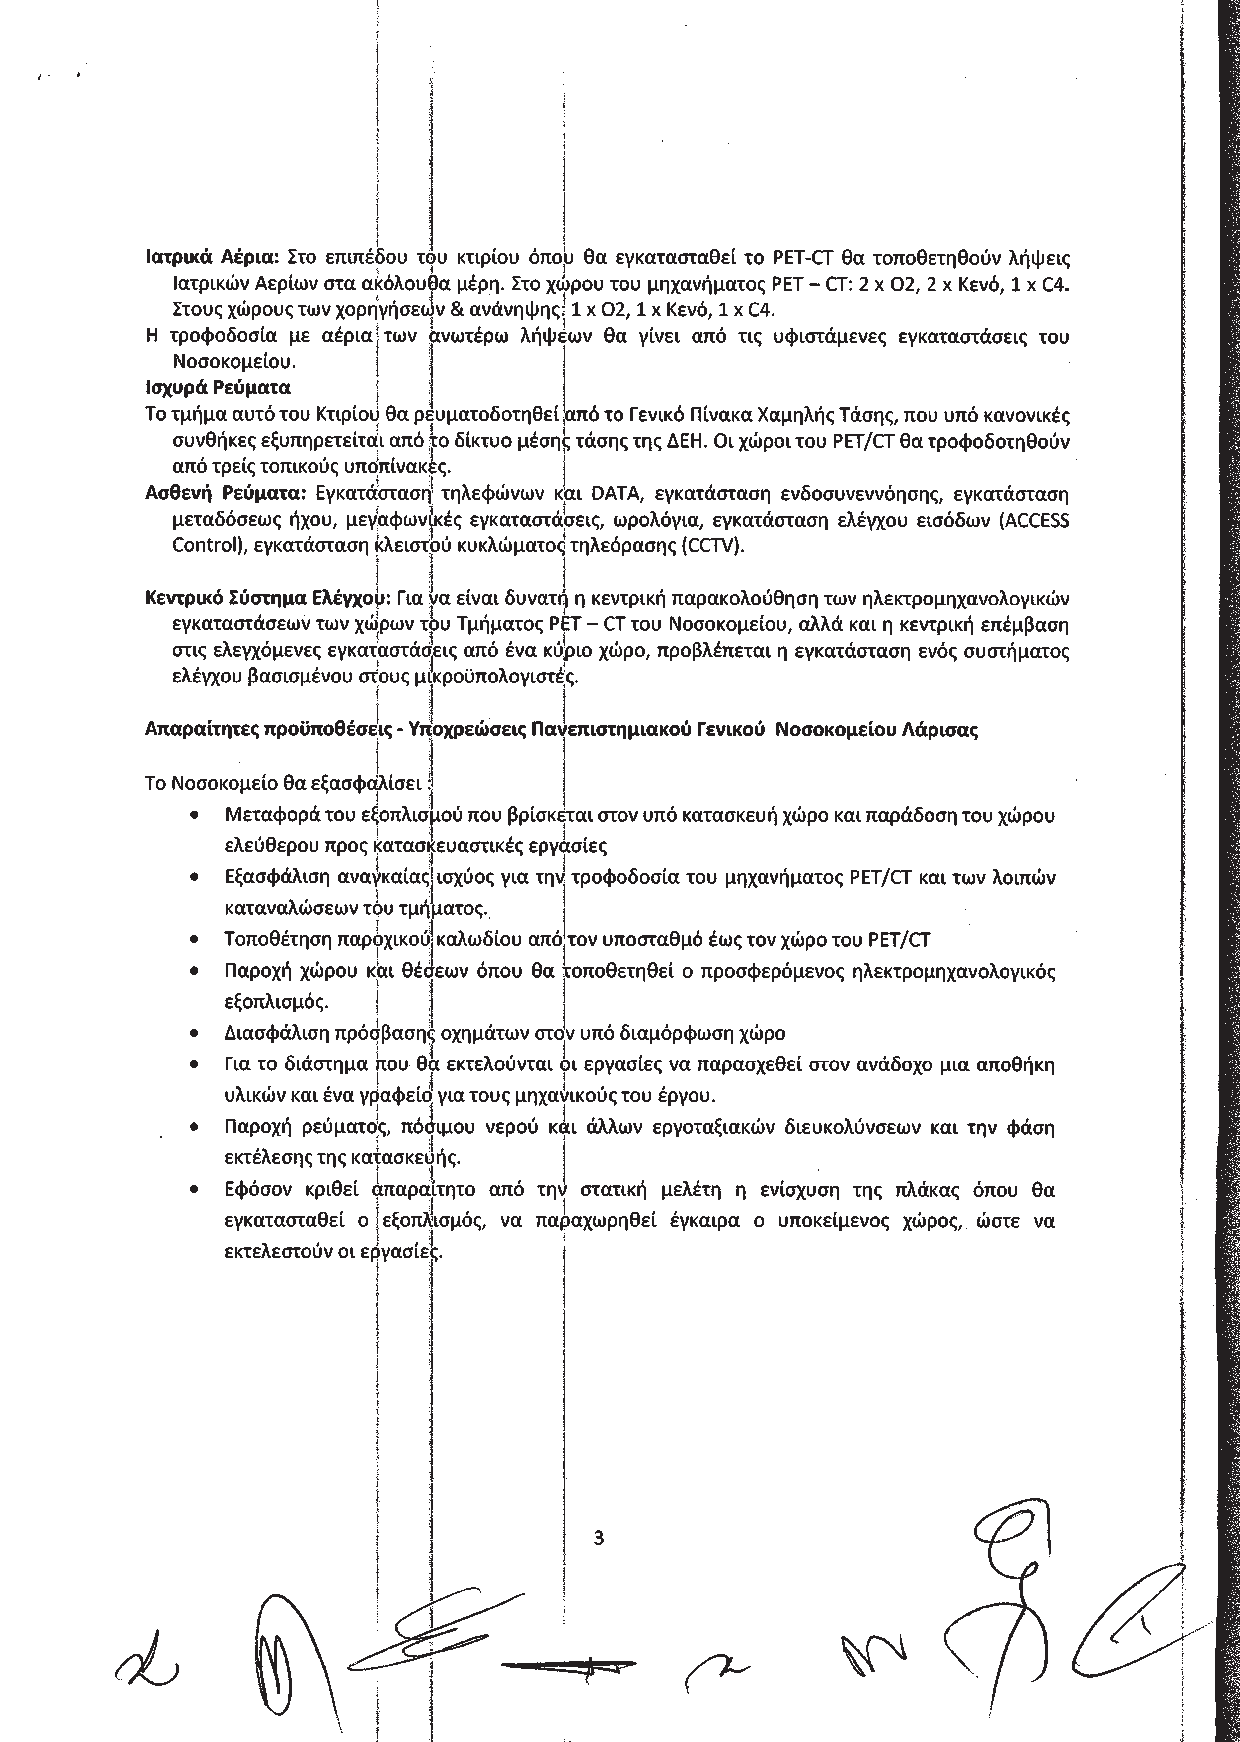 Ιατρικά Αέρια: Στο επιπέδου του κτιρίου όπου θα εγκατασταθεί το PET-CT θα τοποθετηθούν λήψεις
Ιατρικών Αερίων στα ακόλουθα μέρη. Στο χώρου του μηχανήματος PET – CT: 2 x O2, 2 x Κενό, 1 x C4.
Στους χώρους των χορηγήσεων & ανάνηψης: 1 x O2, 1 x Κενό, 1 x C4.
Η τροφοδοσία με αέρια των ανωτέρω λήψεων θα γίνει από τις υφιστάμενες εγκαταστάσεις του
Νοσοκομείου.
Ισχυρά Ρεύματα
Το τμήμα αυτό του Κτιρίου θα ρευματοδοτηθεί από το Γενικό Πίνακα Χαμηλής Τάσης, που υπό κανονικές
συνθήκες εξυπηρετείται από το δίκτυο μέσης τάσης της ΔΕΗ. Οι χώροι του PET/CT θα τροφοδοτηθούν
από τρείς τοπικούς υποπίνακες.
Ασθενή Ρεύματα: Εγκατάσταση τηλεφώνων και DATA, εγκατάσταση ενδοσυνεννόησης, εγκατάσταση
μεταδόσεως ήχου, μεγαφωνικές εγκαταστάσεις, ωρολόγια, εγκατάσταση ελέγχου εισόδων (ACCESS
Control), εγκατάσταση κλειστού κυκλώματος τηλεόρασης (CCTV).
Κεντρικό Σύστημα Ελέγχου: Για να είναι δυνατή η κεντρική παρακολούθηση των ηλεκτρομηχανολογικών
εγκαταστάσεων των χώρων του Τμήματος PET – CT του Νοσοκομείου, αλλά και η κεντρική επέμβαση
στις ελεγχόμενες εγκαταστάσεις από ένα κύριο χώρο, προβλέπεται η εγκατάσταση ενός συστήματος
ελέγχου βασισμένου στους μικροϋπολογιστές.
Απαραίτητες προϋποθέσεις - Υποχρεώσεις Πανεπιστημιακού Γενικού Νοσοκομείου Λάρισας
Το Νοσοκομείο θα εξασφαλίσει :
• Μεταφορά του εξοπλισμού που βρίσκεται στον υπό κατασκευή χώρο και παράδοση του χώρου
ελεύθερου προς κατασκευαστικές εργασίες
• Εξασφάλιση αναγκαίας ισχύος για την τροφοδοσία του μηχανήματος PET/CT και των λοιπών
καταναλώσεων του τμήματος.
• Τοποθέτηση παροχικού καλωδίου από τον υποσταθμό έως τον χώρο του PET/CT
• Παροχή χώρου και θέσεων όπου θα τοποθετηθεί ο προσφερόμενος ηλεκτρομηχανολογικός
εξοπλισμός.
• Διασφάλιση πρόσβασης οχημάτων στον υπό διαμόρφωση χώρο
• Για το διάστημα που θα εκτελούνται οι εργασίες να παρασχεθεί στον ανάδοχο μια αποθήκη
υλικών και ένα γραφείο για τους μηχανικούς του έργου.
• Παροχή ρεύματος, πόσιμου νερού και άλλων εργοταξιακών διευκολύνσεων και την φάση
εκτέλεσης της κατασκευής.
• Εφόσον κριθεί απαραίτητο από την στατική μελέτη η ενίσχυση της πλάκας όπου θα
εγκατασταθεί ο εξοπλισμός, να παραχωρηθεί έγκαιρα ο υποκείμενος χώρος, ώστε να
εκτελεστούν οι εργασίες.
3